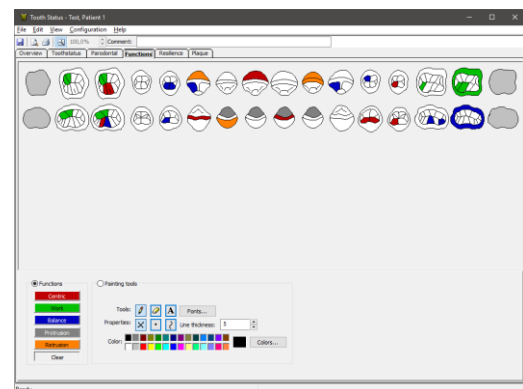 Tooth Status - Test, Patient 1
File Edit View Configuration Help
100,0% Comment:
Overview Toothstatus Parodontal Functions Resilience Plaque
Functions Painting tools
Centric
Work
Balance
Protrusion
Retrusion
Clear
Tools: A Fonts...
Properties: Line thickness: 5
Color: Colors...
Ready